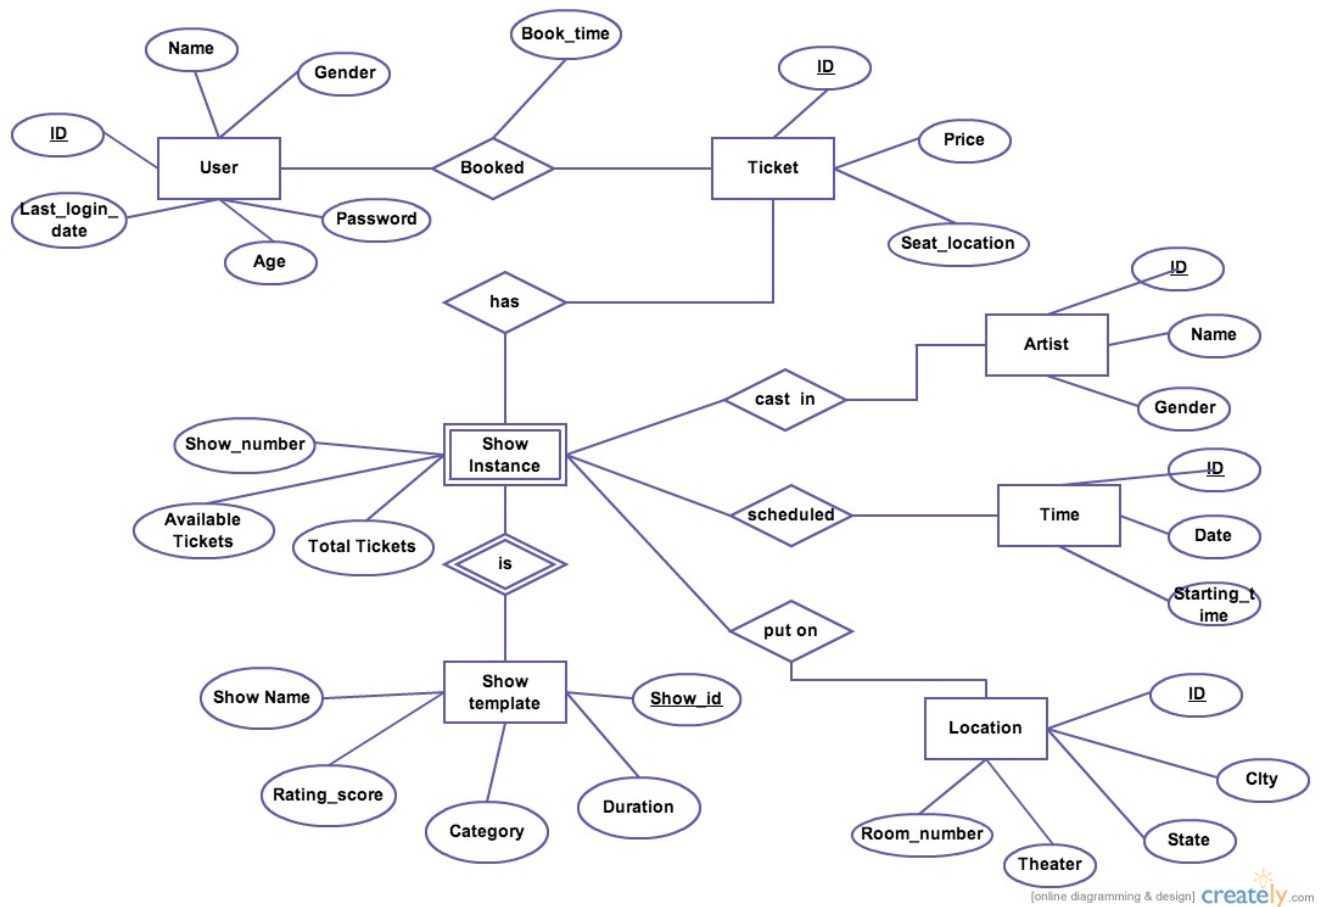 Book_time
Name
ID
Gender
ID
Price
User
Booked
Ticket
Last_login_
date
Password
Seat_location
Age
ID
has
Name
Artist
cast in
Gender
Show_number
Show
Instance
ID
Available
Tickets
scheduled
Time
Date
Total Tickets
is
Starting_t
ime
put on
Show Name
Show
template
Show_id
ID
Location
CIty
Rating_score
Duration
Category
Room_number
State
Theater
[online diagramming & design] creately.com